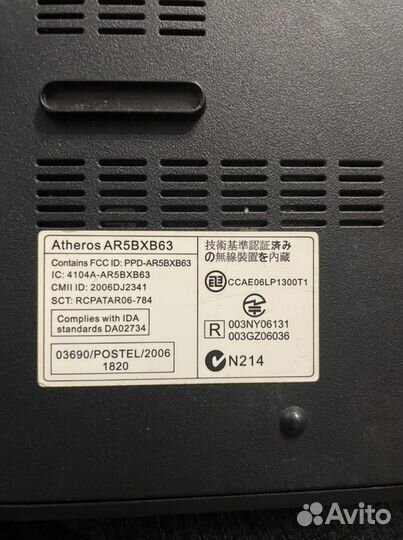 Atheros AR5BXB63
Contains FCC ID: PPD-AR5BXB63
IC: 4104A-AR5BXB63
CMII ID: 2006DJ2341
SCT: RCPATAR06-784
Complies with IDA
standards DA02734
03690/POSTEL/2006
1820
技術基準認証済み
の無線装置を內藏
CCAE06LP1300T1
R 003NY06131
003GZ06036
N214
Avito